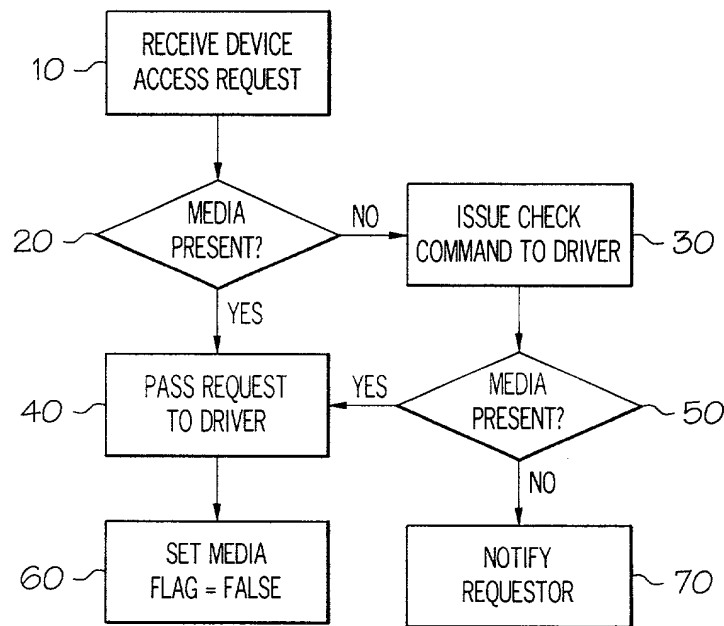 10
RECEIVE DEVICE
ACCESS REQUEST
20
MEDIA
PRESENT?
NO
ISSUE CHECK
COMMAND TO DRIVER
30
YES
40
PASS REQUEST
TO DRIVER
YES
MEDIA
PRESENT?
50
NO
60
SET MEDIA
FLAG = FALSE
NOTIFY
REQUESTOR
70